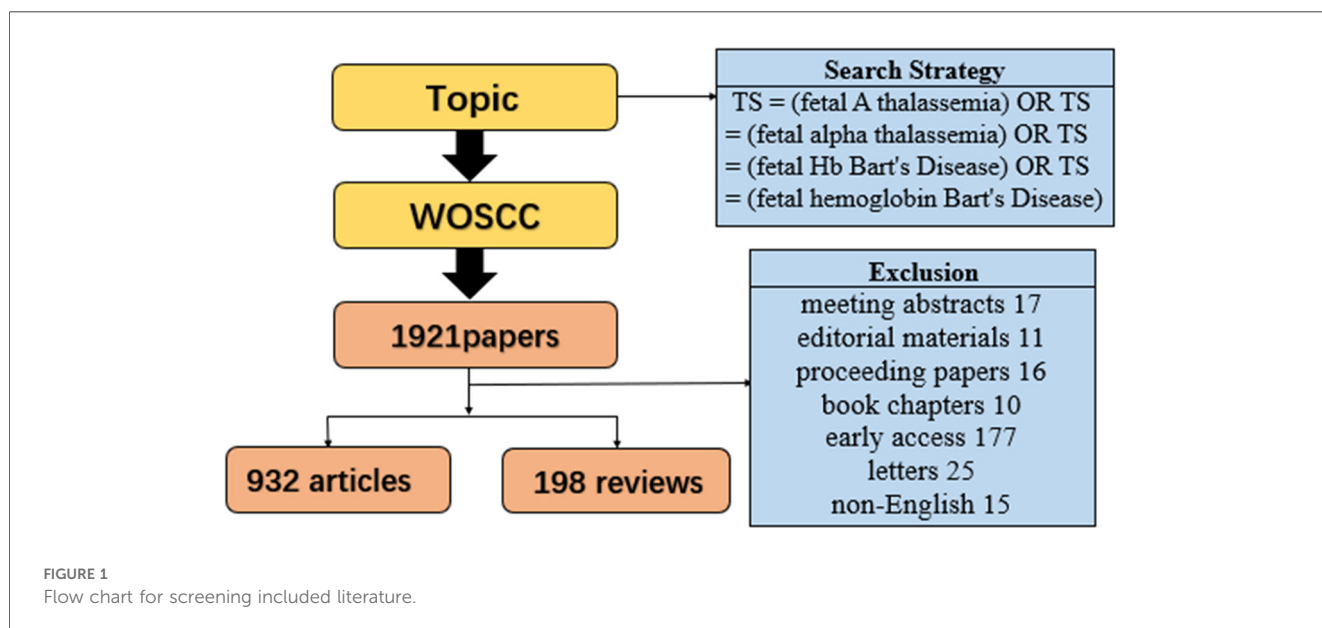 Topic
WOSCC
1921papers
932 articles
198 reviews
Search Strategy
TS = (fetal A thalassemia) OR TS
= (fetal alpha thalassemia) OR TS
= (fetal Hb Bart's Disease) OR TS
= (fetal hemoglobin Bart's Disease)
Exclusion
meeting abstracts 17
editorial materials 11
proceeding papers 16
book chapters 10
early access 177
letters 25
non-English 15
FIGURE 1
Flow chart for screening included literature.